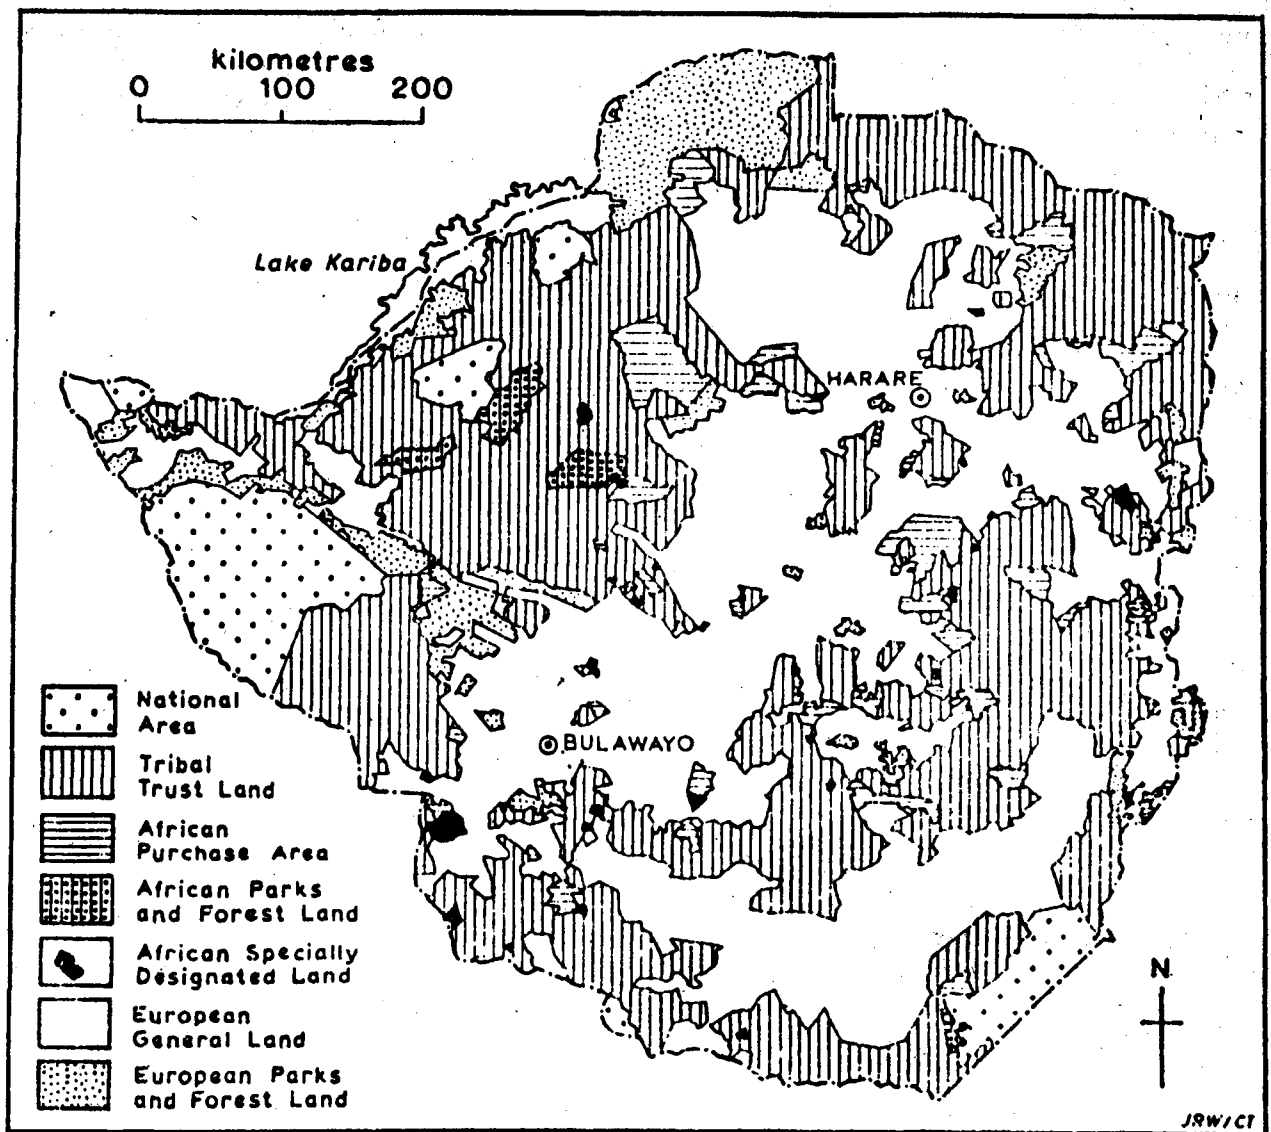 kilometres
0 100 200
Lake Kariba
HARARE
BULAWAYO
National
Area
Tribal
Trust Land
African
Purchase Area
African Parks
and Forest Land
African Specially
Designated Land
European
General Land
European Parks
and Forest Land
N
JRW/CT